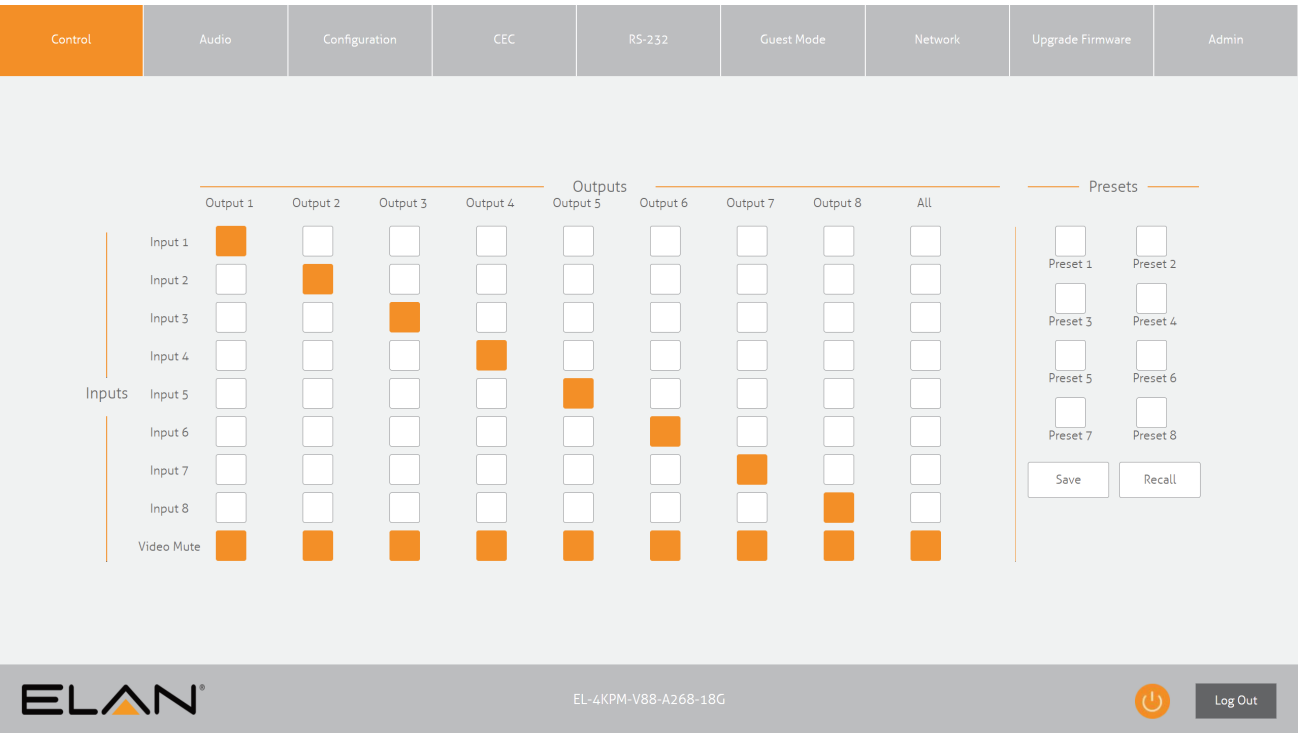 Control Audio Configuration CEC RS-232 Guest Mode Network Upgrade Firmware Admin
Outputs Presets
Output 1 Output 2 Output 3 Output 4 Output 5 Output 6 Output 7 Output 8 All
Input 1
Input 2
Input 3
Input 4
Inputs Input 5
Input 6
Input 7
Input 8
Video Mute
Preset 1 Preset 2
Preset 3 Preset 4
Preset 5 Preset 6
Preset 7 Preset 8
Save Recall
ELAN® EL-4KPM-V88-A268-18G Log Out